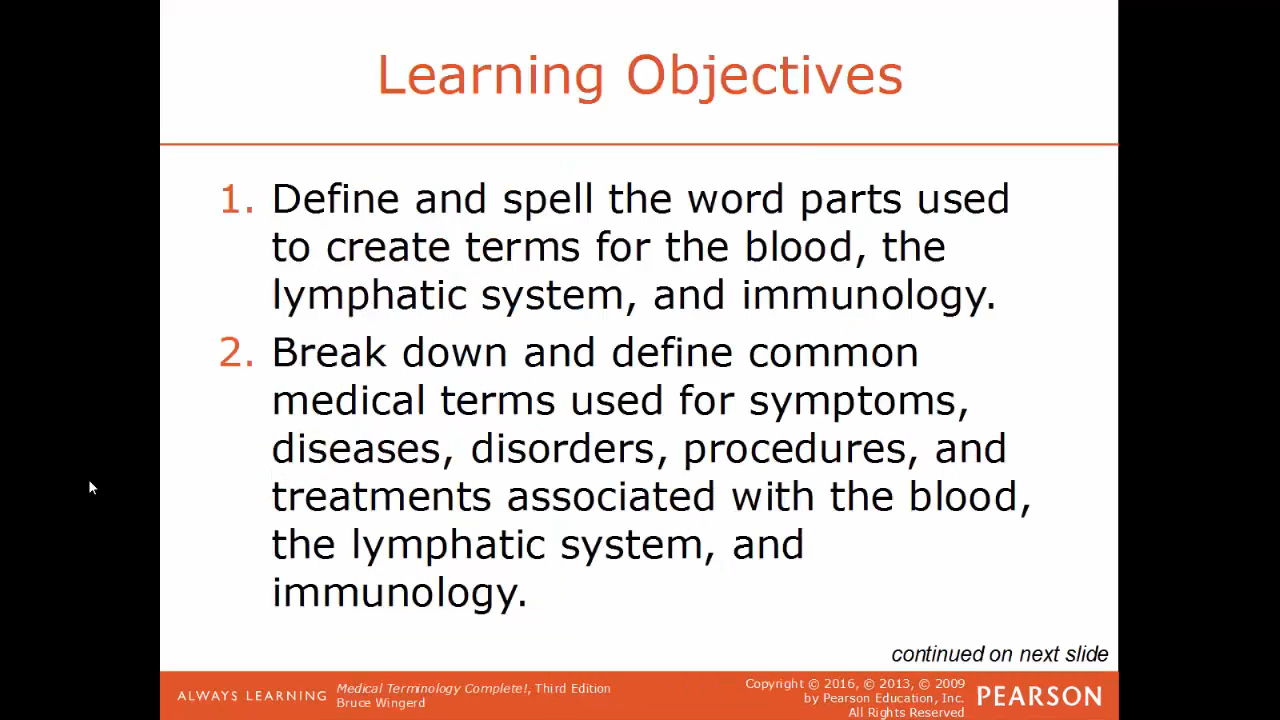 Learning Objectives
1. Define and spell the word parts used
to create terms for the blood, the
lymphatic system, and immunology.
2. Break down and define common
medical terms used for symptoms,
diseases, disorders, procedures, and
treatments associated with the blood,
the lymphatic system, and
immunology.
continued on next slide
ALWAYS LEARNING
Medical Terminology Complete!, Third Edition
Bruce Wingerd
Copyright © 2016, © 2013, © 2009
by Pearson Education, Inc.
All Rights Reserved
PEARSON